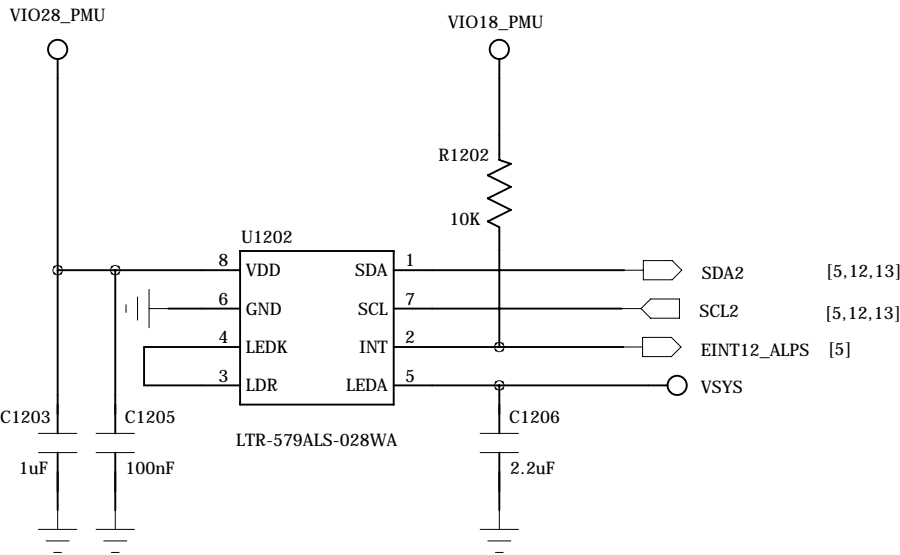 VIO28_PMU
VIO18_PMU
R1202
10K
U1202
8 VDD SDA 1 SDA2 [5,12,13]
6 GND SCL 7 SCL2 [5,12,13]
4 LEDK INT 2 EINT12_ALPS [5]
3 LDR LEDA 5 VSYS
C1203 C1205 C1206
LTR-579ALS-028WA
1uF 100nF 2.2uF